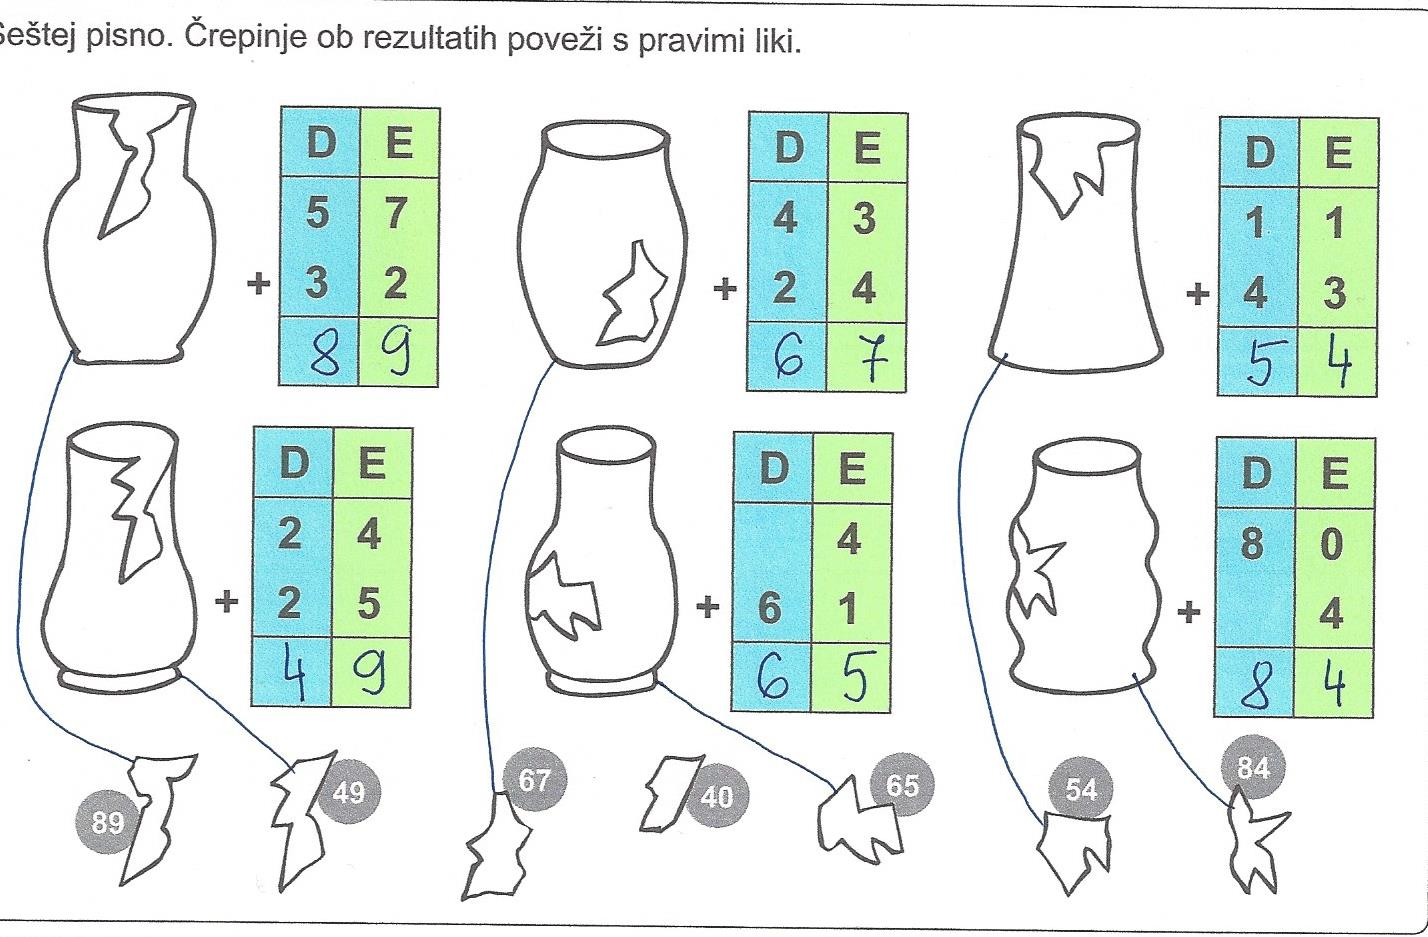 Seštej pisno. Črepinje ob rezultatih poveži s pravimi liki.
D E
5 7
+ 3 2
8 9
D E
4 3
+ 2 4
6 7
D E
1 1
+ 4 3
5 4
D E
2 4
+ 2 5
4 9
D E
4
+ 6 1
6 5
D E
8 0
+ 4
8 4
89
49
67
40
65
54
84